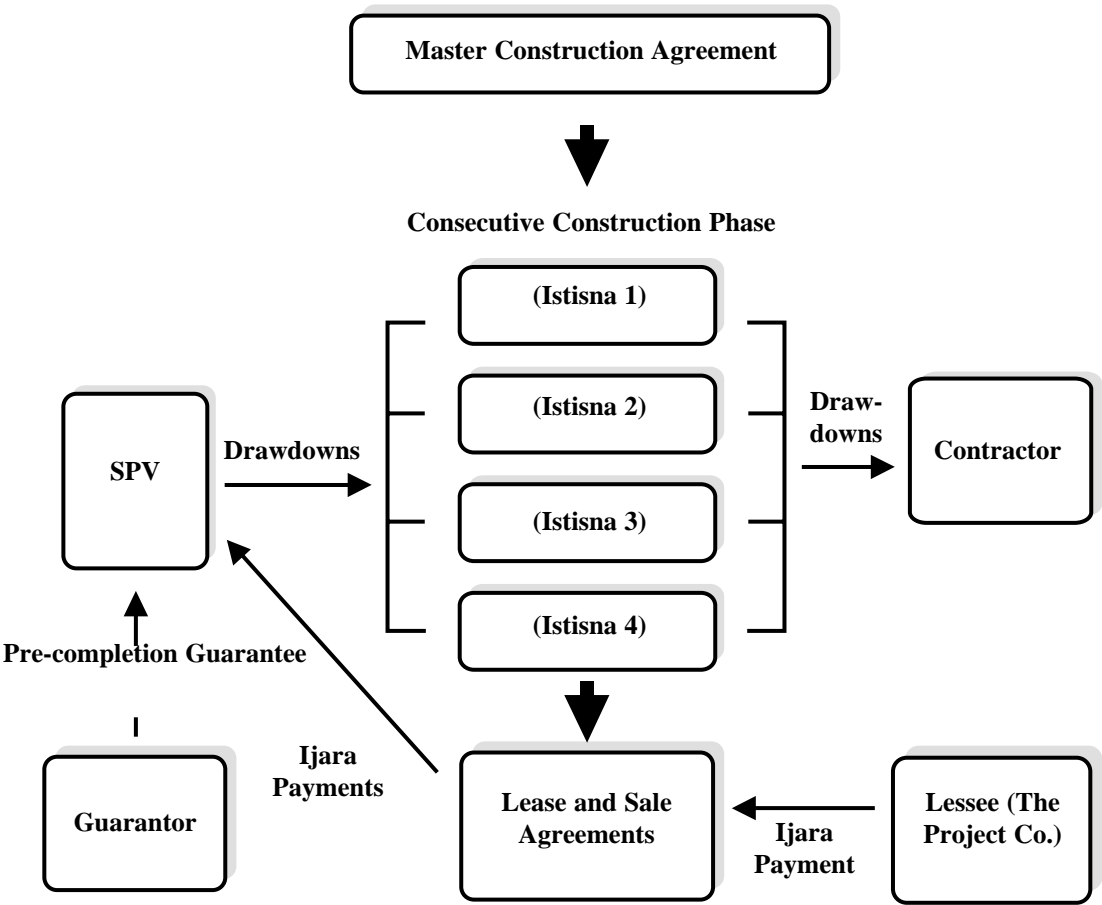 Master Construction Agreement
Consecutive Construction Phase
(Istisna 1)
(Istisna 2)
(Istisna 3)
(Istisna 4)
SPV
Drawdowns
Draw-
downs
Contractor
Pre-completion Guarantee
Guarantor
Ijara
Payments
Lease and Sale
Agreements
Ijara
Payment
Lessee (The
Project Co.)